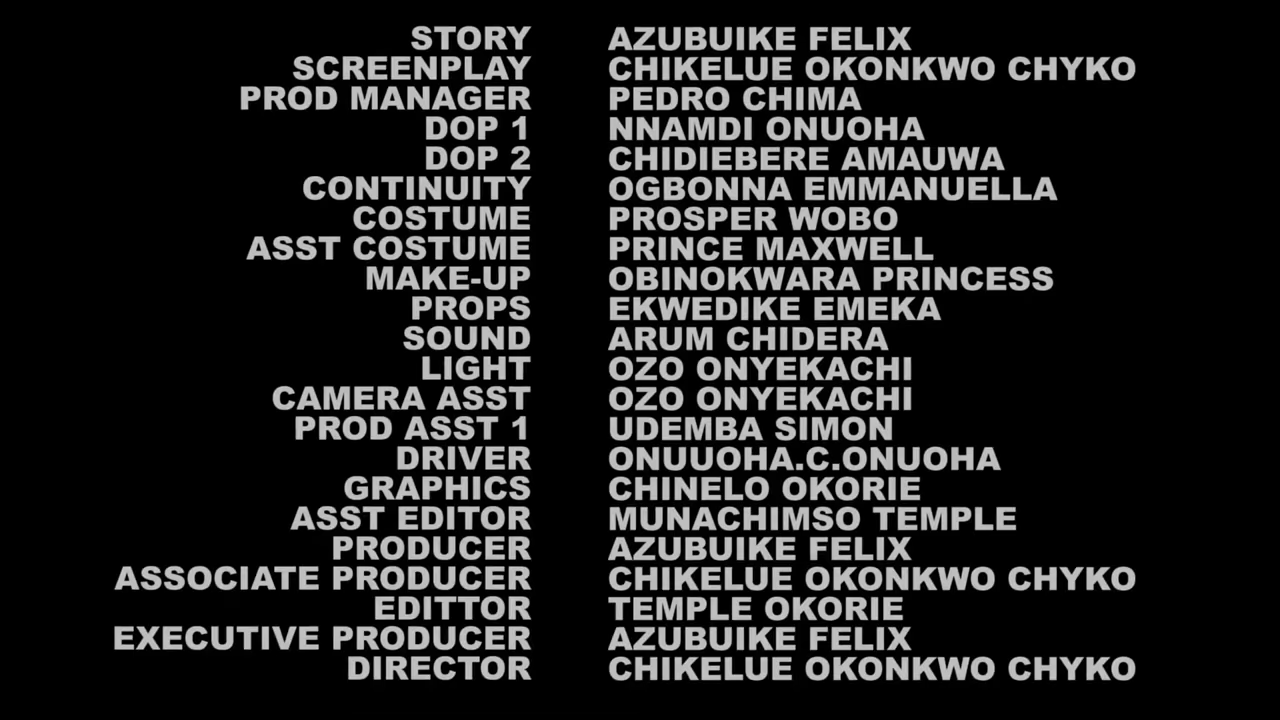 STORY AZUBUIKE FELIX
SCREENPLAY CHIKELUE OKONKWO CHYKO
PROD MANAGER PEDRO CHIMA
DOP 1 NNAMDI ONUOHA
DOP 2 CHIDIEBERE AMAUWA
CONTINUITY OGBONNA EMMANUELLA
COSTUME PROSPER WOBO
ASST COSTUME PRINCE MAXWELL
MAKE-UP OBINOKWARA PRINCESS
PROPS EKWEDIKE EMEKA
SOUND ARUM CHIDERA
LIGHT OZO ONYEKACHI
CAMERA ASST OZO ONYEKACHI
PROD ASST 1 UDEMBA SIMON
DRIVER ONUUOHA.C.ONUOHA
GRAPHICS CHINELO OKORIE
ASST EDITOR MUNACHIMSO TEMPLE
PRODUCER AZUBUIKE FELIX
ASSOCIATE PRODUCER CHIKELUE OKONKWO CHYKO
EDITTOR TEMPLE OKORIE
EXECUTIVE PRODUCER AZUBUIKE FELIX
DIRECTOR CHIKELUE OKONKWO CHYKO